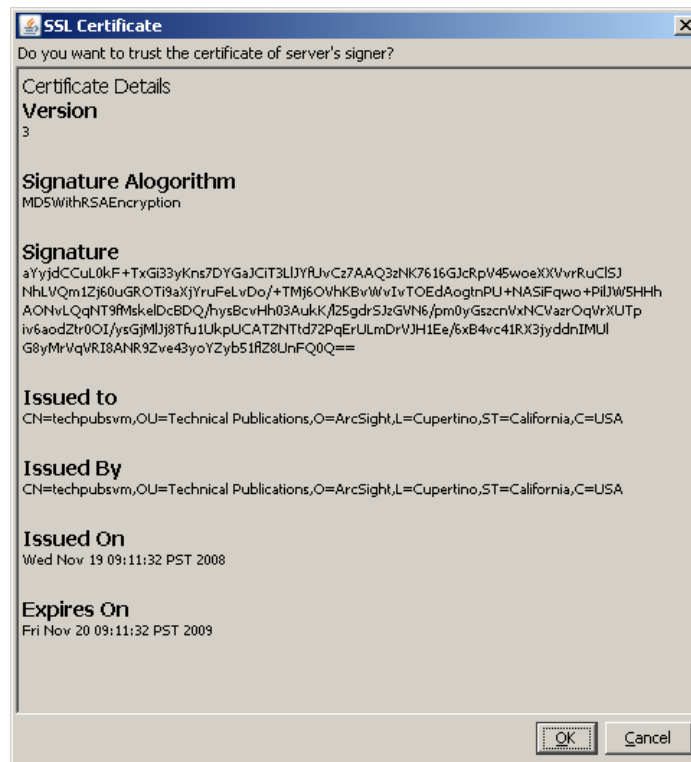 SSL Certificate
Do you want to trust the certificate of server's signer?
Certificate Details
Version
3
Signature Alogorithm
MD5WithRSAEncryption
Signature
aYyjdCCuL0kF+TxGi33yKns7DYGaJCiT3LlJYfUvCz7AAQ3zNK7616GJcRpV45woeXXVvrRuClSJ
NhLVQm1Zj60uGROTi9aXjYruFeLvDo/+TMj6OVhKBvWvIvTOEdAogtnPU+NASiFqwo+PilJW5HHh
AONvLQqNT9fMskelDcBDQ/hysBcvHh03AukK/l25gdrSJzGVN6/pm0yGszcnVxNCVazrOqVrXUTp
iv6aodZtr0OI/ysGjMlJj8Tfu1UkpUCATZNTtd72PqErULmDrVJH1Ee/6xB4vc41RX3jyddnIMUl
G8yMrVqVRI8ANR9Zve43yoYZyb51flZ8UnFQ0Q==
Issued to
CN=techpubsvm,OU=Technical Publications,O=ArcSight,L=Cupertino,ST=California,C=USA
Issued By
CN=techpubsvm,OU=Technical Publications,O=ArcSight,L=Cupertino,ST=California,C=USA
Issued On
Wed Nov 19 09:11:32 PST 2008
Expires On
Fri Nov 20 09:11:32 PST 2009
OK Cancel